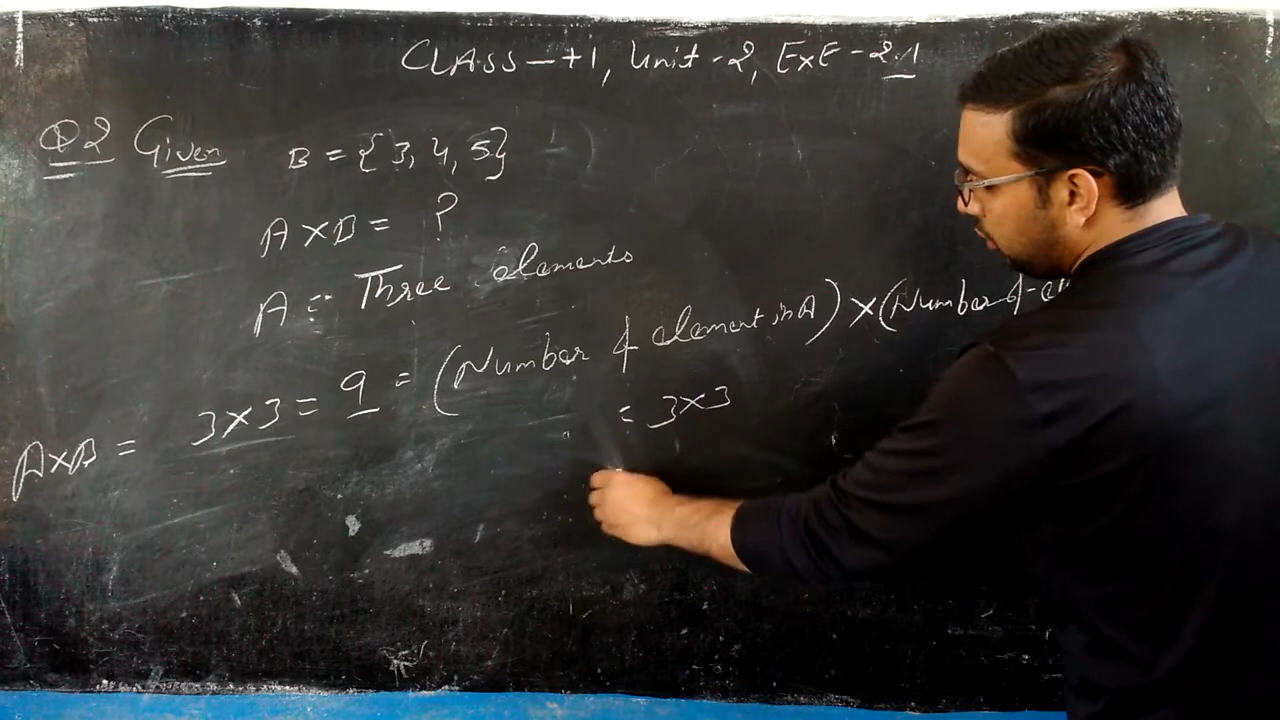 CLASS-+1, Unit-2, EXE-2.1
Q2 Given B = {3, 4, 5}
A×B = ?
A = Three elements
A×B = 3×3 = 9 = (Number of element in A) × (Number of
= 3×3